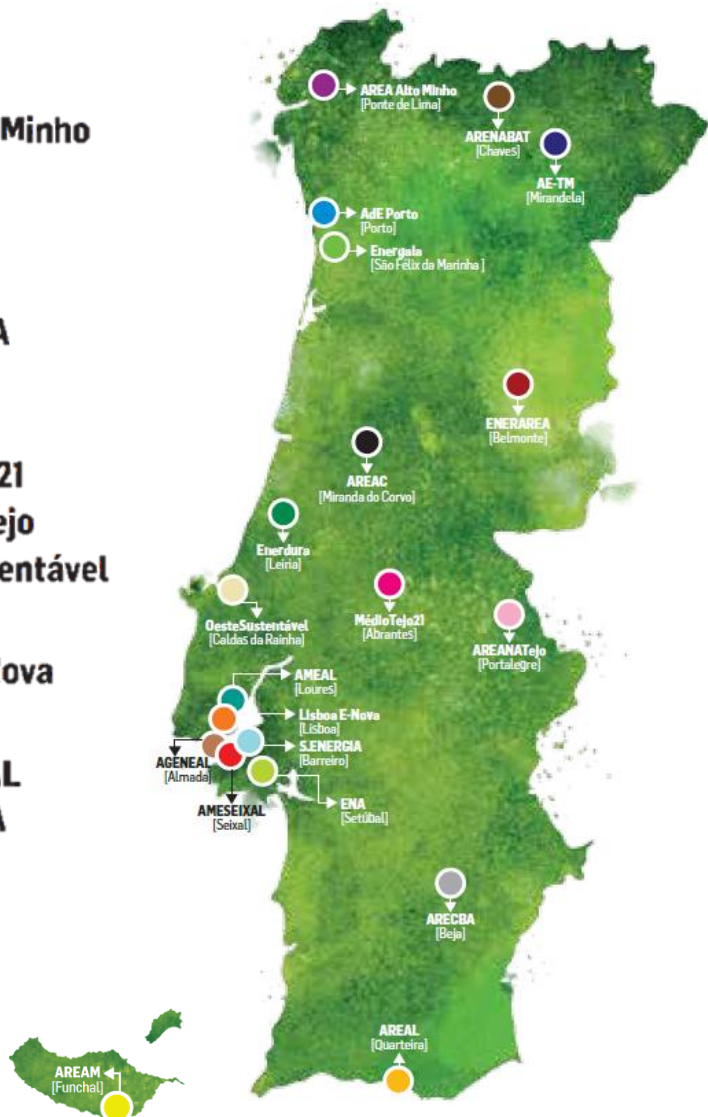 Minho
A
21
ejo
entável
ova
AL
A
AREA Alto Minho
[Ponte de Lima]
ARENABAT
[Chaves]
AE-TM
[Mirandela]
AdE Porto
[Porto]
Energaia
[São Félix da Marinha ]
ENERAREA
[Belmonte]
AREAC
[Miranda do Corvo]
Enerdura
[Leiria]
OesteSustentável
[Caldas da Rainha]
MédioTejo21
[Abrantes]
AREANATejo
[Portalegre]
AMEAL
[Loures]
Lisboa E-Nova
[Lisboa]
S.ENERGIA
[Barreiro]
AGENEAL
[Almada]
AMESEIXAL
[Seixal]
ENA
[Setúbal]
ARECBA
[Beja]
AREAL
[Quarteira]
AREAM
[Funchal]